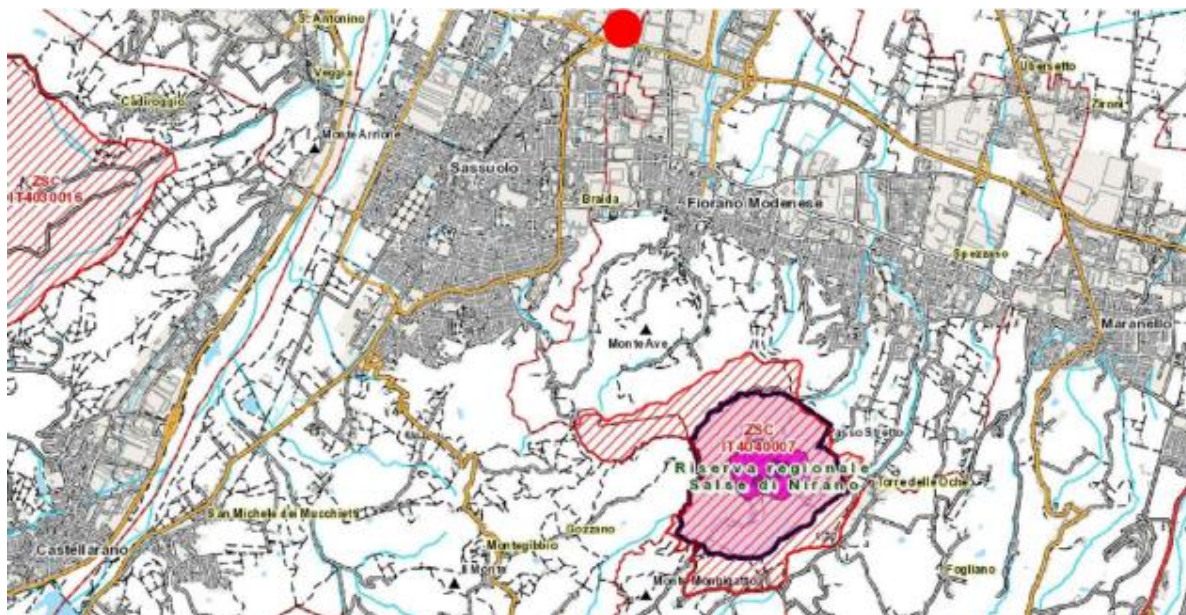 S. Antonino
Veggia
Ubersetto
Cadiroggio
Zironi
Monte Arrione
Sassuolo
ZSC
IT4030016
Braida
Fiorano Modenese
Spezzano
Maranello
Monte Ave
ZSC
IT4040007
Riserva regionale
Salse di Nirano
Torre delle Oche
San Michele dei Mucchietti
Gozzano
Castellarano
Montegibbio
Il Monte
Fogliano